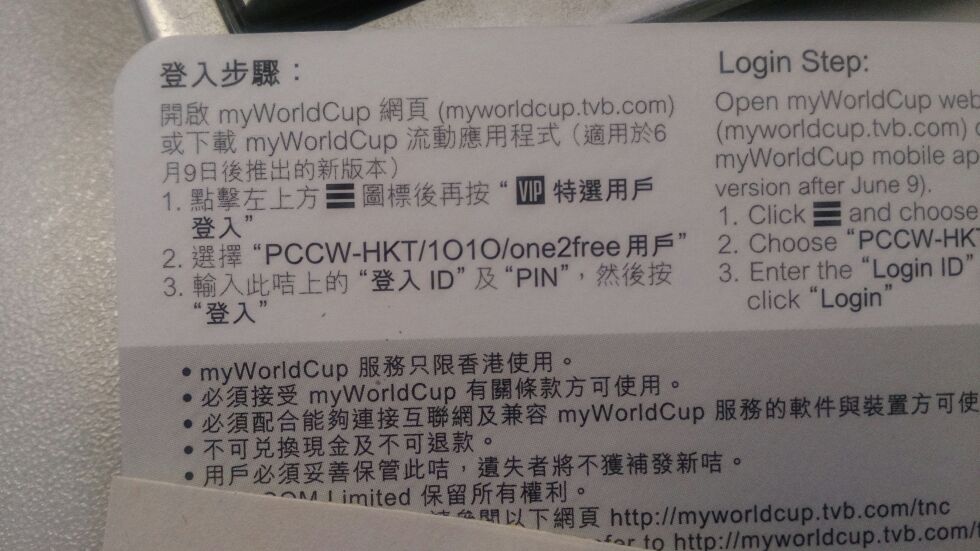 登入步驟：
開啟 myWorldCup 網頁 (myworldcup.tvb.com)
或下載 myWorldCup 流動應用程式（適用於6
月9日後推出的新版本）
1. 點擊左上方 圖標後再按 “ VIP 特選用戶
登入”
2. 選擇 “PCCW-HKT/1O1O/one2free 用戶”
3. 輸入此咭上的 “登入 ID” 及 “PIN”，然後按
“登入”
Login Step:
Open myWorldCup web
(myworldcup.tvb.com)
myWorldCup mobile ap
version after June 9).
1. Click and choose
2. Choose “PCCW-HKT
3. Enter the “Login ID”
click “Login”
• myWorldCup 服務只限香港使用。
• 必須接受 myWorldCup 有關條款方可使用。
• 必須配合能夠連接互聯網及兼容 myWorldCup 服務的軟件與裝置方可使
• 不可兌換現金及不可退款。
• 用戶必須妥善保管此咭，遺失者將不獲補發新咭。
COM Limited 保留所有權利。
請參閱以下網頁 http://myworldcup.tvb.com/tnc
refer to http://myworldcup.tvb.com/t